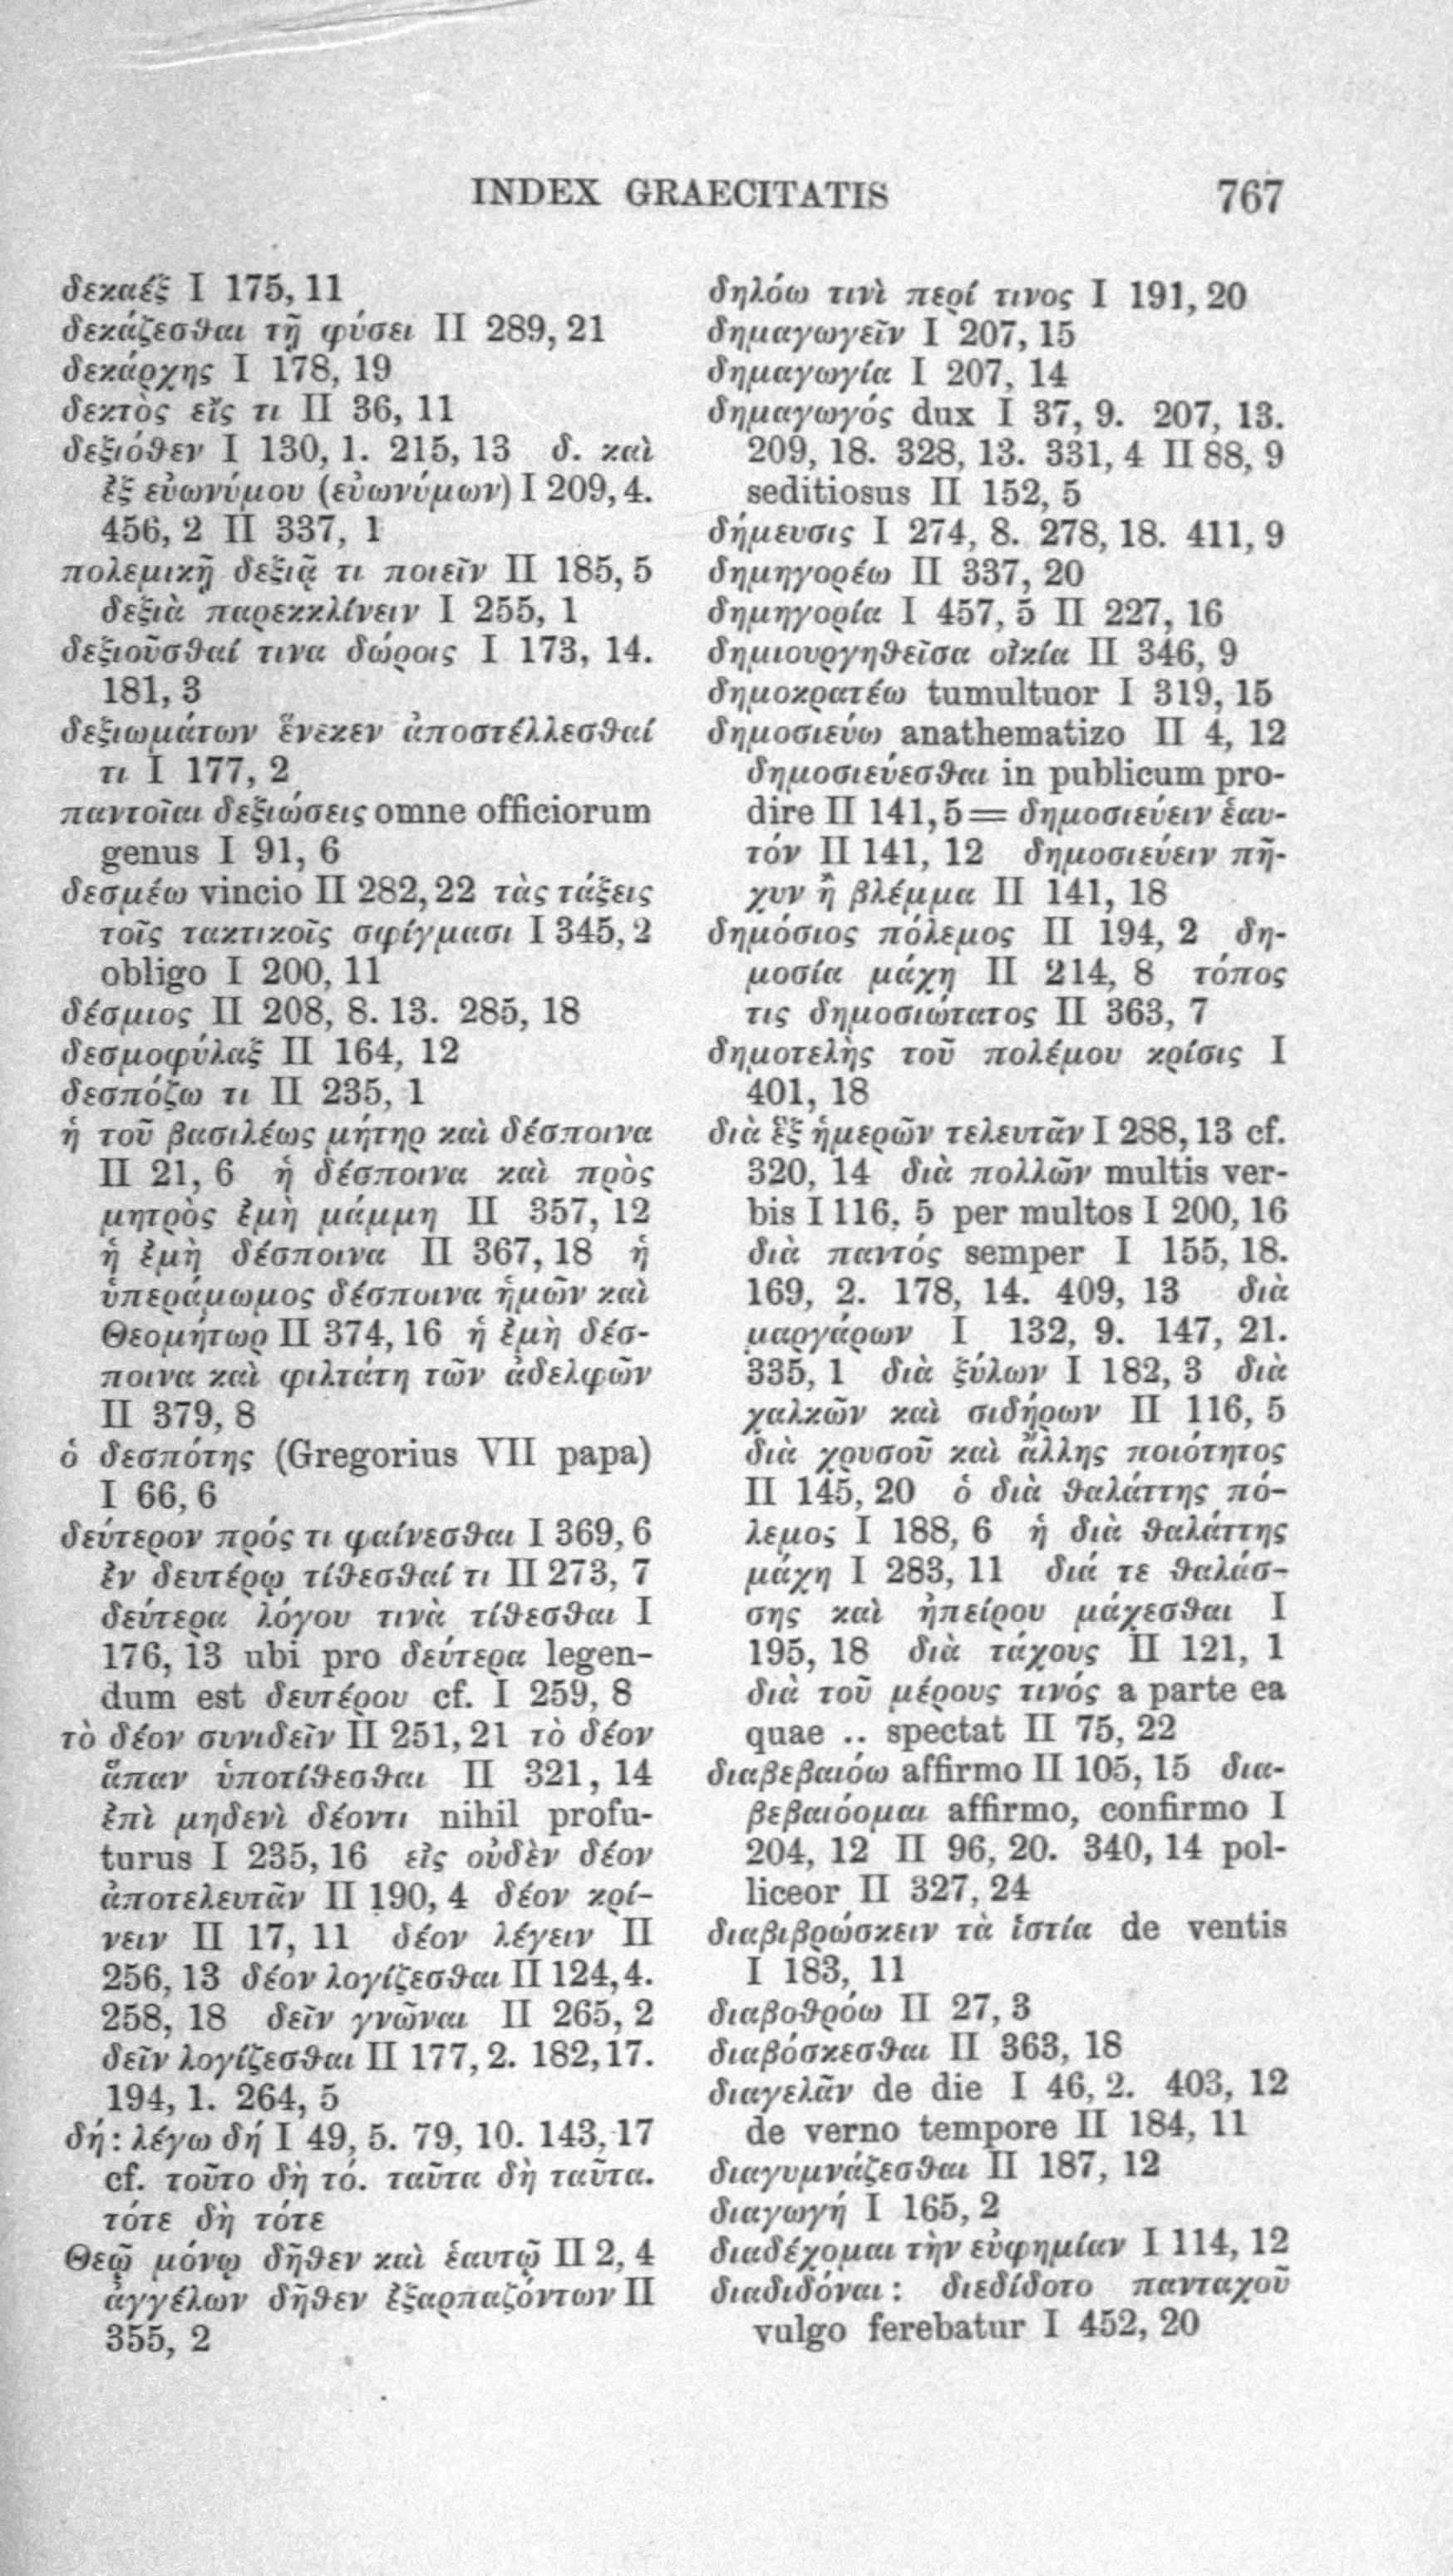 INDEX GRAECITATIS 767
δεκαέξ I 175, 11
δεκάζεσθαι τῇ φύσει II 289, 21
δεκάρχης I 178, 19
δεκτὸς εἴς τι II 36, 11
δεξιόθεν I 130, 1. 215, 13 δ. καὶ
ἐξ εὐωνύμου (εὐωνύμων) I 209, 4.
456, 2 II 337, 1
πολεμικῇ δεξιᾷ τι ποιεῖν II 185, 5
δεξιὰ παρεκκλίνειν I 255, 1
δεξιοῦσθαί τινα δώροις I 173, 14.
181, 3
δεξιωμάτων ἕνεκεν ἀποστέλλεσθαί
τι I 177, 2
παντοῖαι δεξιώσεις omne officiorum
genus I 91, 6
δεσμέω vincio II 282, 22 τὰς τάξεις
τοῖς τακτικοῖς σφίγμασι I 345, 2
obligo I 200, 11
δέσμιος II 208, 8. 13. 285, 18
δεσμοφύλαξ II 164, 12
δεσπόζω τι II 235, 1
ἡ τοῦ βασιλέως μήτηρ καὶ δέσποινα
II 21, 6 ἡ δέσποινα καὶ πρὸς
μητρὸς ἐμὴ μάμμη II 357, 12
ἡ ἐμὴ δέσποινα II 367, 18 ἡ
ὑπεράμωμος δέσποινα ἡμῶν καὶ
Θεομήτωρ II 374, 16 ἡ ἐμὴ δέσ-
ποινα καὶ φιλτάτη τῶν ἀδελφῶν
II 379, 8
ὁ δεσπότης (Gregorius VII papa)
I 66, 6
δεύτερον πρός τι φαίνεσθαι I 369, 6
ἐν δευτέρῳ τίθεσθαί τι II 273, 7
δεύτερα λόγου τινὰ τίθεσθαι I
176, 13 ubi pro δεύτερα legen-
dum est δευτέρου cf. I 259, 8
τὸ δέον συνιδεῖν II 251, 21 τὸ δέον
ἅπαν ὑποτίθεσθαι II 321, 14
ἐπὶ μηδενὶ δέοντι nihil profu-
turus I 235, 16 εἰς οὐδὲν δέον
ἀποτελευτᾶν II 190, 4 δέον κρί-
νειν II 17, 11 δέον λέγειν II
256, 13 δέον λογίζεσθαι II 124, 4.
258, 18 δεῖν γνῶναι II 265, 2
δεῖν λογίζεσθαι II 177, 2. 182, 17.
194, 1. 264, 5
δή: λέγω δή I 49, 5. 79, 10. 143, 17
cf. τοῦτο δὴ τό. ταῦτα δὴ ταῦτα.
τότε δὴ τότε
Θεῷ μόνῳ δῆθεν καὶ ἑαυτῷ II 2, 4
ἀγγέλων δῆθεν ἐξαρπαζόντων II
355, 2
δηλόω τινὶ περί τινος I 191, 20
δημαγωγεῖν I 207, 15
δημαγωγία I 207, 14
δημαγωγός dux I 37, 9. 207, 13.
209, 18. 328, 13. 331, 4 II 88, 9
seditiosus II 152, 5
δήμευσις I 274, 8. 278, 18. 411, 9
δημηγορέω II 337, 20
δημηγορία I 457, 5 II 227, 16
δημιουργηθεῖσα οἰκία II 346, 9
δημοκρατέω tumultuor I 319, 15
δημοσιεύω anathematizo II 4, 12
δημοσιεύεσθαι in publicum pro-
dire II 141, 5 = δημοσιεύειν ἑαυ-
τόν II 141, 12 δημοσιεύειν πῆ-
χυν ἢ βλέμμα II 141, 18
δημόσιος πόλεμος II 194, 2 δη-
μοσία μάχη II 214, 8 τόπος
τις δημοσιώτατος II 363, 7
δημοτελὴς τοῦ πολέμου κρίσις I
401, 18
διὰ ἓξ ἡμερῶν τελευτᾶν I 288, 13 cf.
320, 14 διὰ πολλῶν multis ver-
bis I 116, 5 per multos I 200, 16
διὰ παντός semper I 155, 18.
169, 2. 178, 14. 409, 13 διὰ
μαργάρων I 132, 9. 147, 21.
335, 1 διὰ ξύλων I 182, 3 διὰ
χαλκῶν καὶ σιδήρων II 116, 5
διὰ χρυσοῦ καὶ ἄλλης ποιότητος
II 145, 20 ὁ διὰ θαλάττης πό-
λεμος I 188, 6 ἡ διὰ θαλάττης
μάχη I 283, 11 διά τε θαλάσ-
σης καὶ ἠπείρου μάχεσθαι I
195, 18 διὰ τάχους II 121, 1
διὰ τοῦ μέρους τινός a parte ea
quae .. spectat II 75, 22
διαβεβαιόω affirmo II 105, 15 δια-
βεβαιόομαι affirmo, confirmo I
204, 12 II 96, 20. 340, 14 pol-
liceor II 327, 24
διαβιβρώσκειν τὰ ἱστία de ventis
I 183, 11
διαβοθρόω II 27, 3
διαβόσκεσθαι II 363, 18
διαγελᾶν de die I 46, 2. 403, 12
de verno tempore II 184, 11
διαγυμνάζεσθαι II 187, 12
διαγωγή I 165, 2
διαδέχομαι τὴν εὐφημίαν I 114, 12
διαδιδόναι: διεδίδοτο πανταχοῦ
vulgo ferebatur I 452, 20